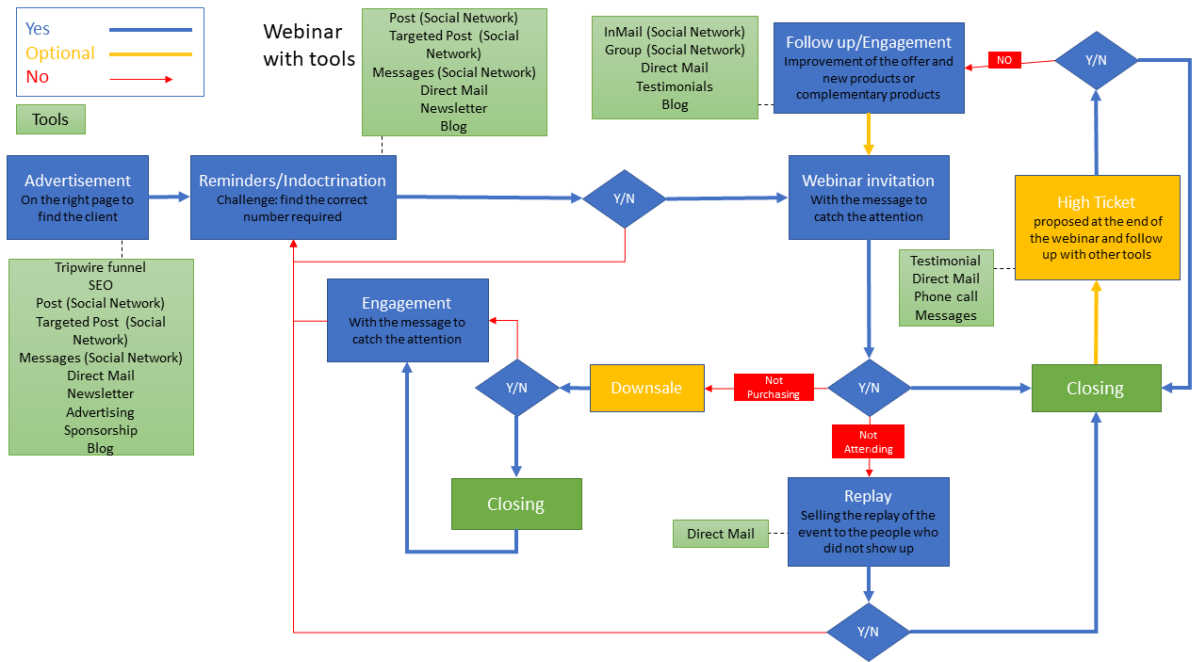 Yes
Optional
No
Tools
Webinar
with tools
Post (Social Network)
Targeted Post  (Social
Network)
Messages (Social Network)
Direct Mail
Newsletter
Blog
InMail (Social Network)
Group (Social Network)
Direct Mail
Testimonials
Blog
Follow up/Engagement
Improvement of the offer and
new products or
complementary products
NO
Y/N
Advertisement
On the right page to
find the client
Reminders/Indoctrination
Challenge: find the correct
number required
Y/N
Webinar invitation
With the message to
catch the attention
High Ticket
proposed at the end of
the webinar and follow
up with other tools
Tripwire funnel
SEO
Post (Social Network)
Targeted Post  (Social
Network)
Messages (Social Network)
Direct Mail
Newsletter
Advertising
Sponsorship
Blog
Testimonial
Direct Mail
Phone call
Messages
Engagement
With the message to
catch the attention
Y/N
Downsale
Not
Purchasing
Y/N
Closing
Not
Attending
Closing
Replay
Selling the replay of the
event to the people who
did not show up
Direct Mail
Y/N